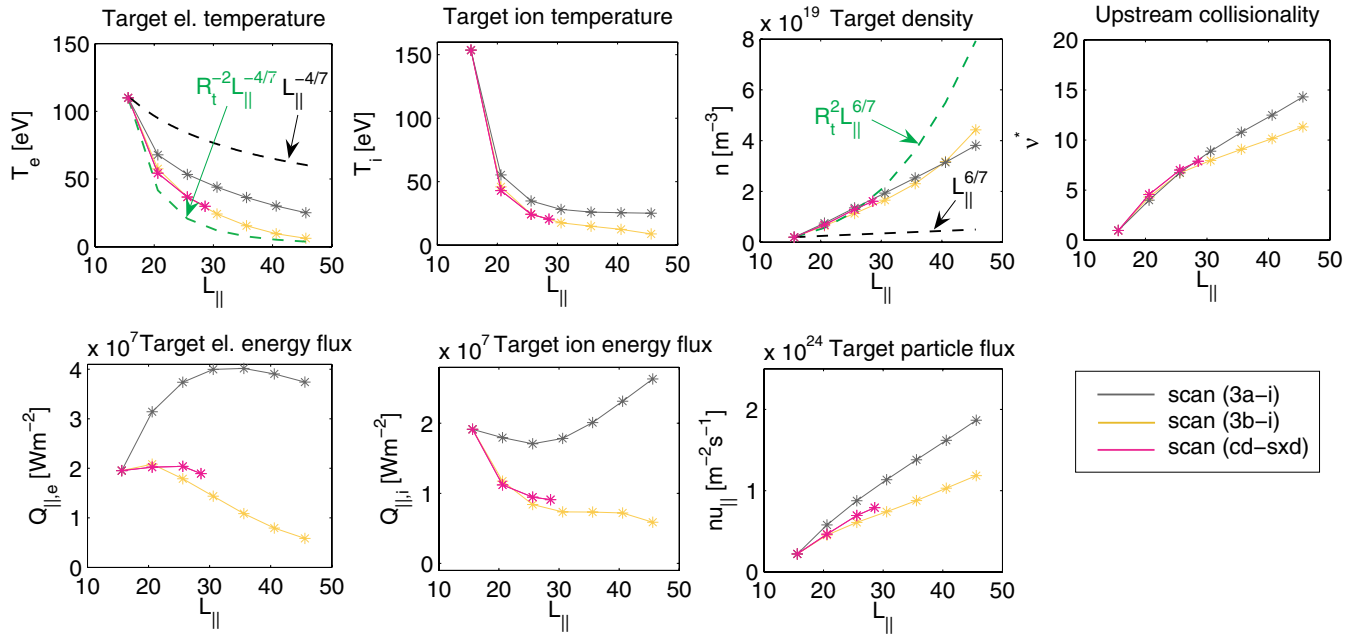 Target el. temperature
T_e [eV]
150
100
50
0
10 20 30 40 50
L_||
R_t^-2 L_||^-4/7
L_||^-4/7
Target ion temperature
T_i [eV]
150
100
50
0
10 20 30 40 50
L_||
x 10^19 Target density
n [m^-3]
8
6
4
2
0
10 20 30 40 50
L_||
R_t^2 L_||^6/7
L_||^6/7
Upstream collisionality
ν*
20
15
10
5
0
10 20 30 40 50
L_||
x 10^7 Target el. energy flux
Q_||,e [Wm^-2]
4
3
2
1
0
10 20 30 40 50
L_||
x 10^7 Target ion energy flux
Q_||,i [Wm^-2]
2
1
0
10 20 30 40 50
L_||
x 10^24 Target particle flux
nu_|| [m^-2 s^-1]
2
1
0
10 20 30 40 50
L_||
scan (3a-i)
scan (3b-i)
scan (cd-sxd)